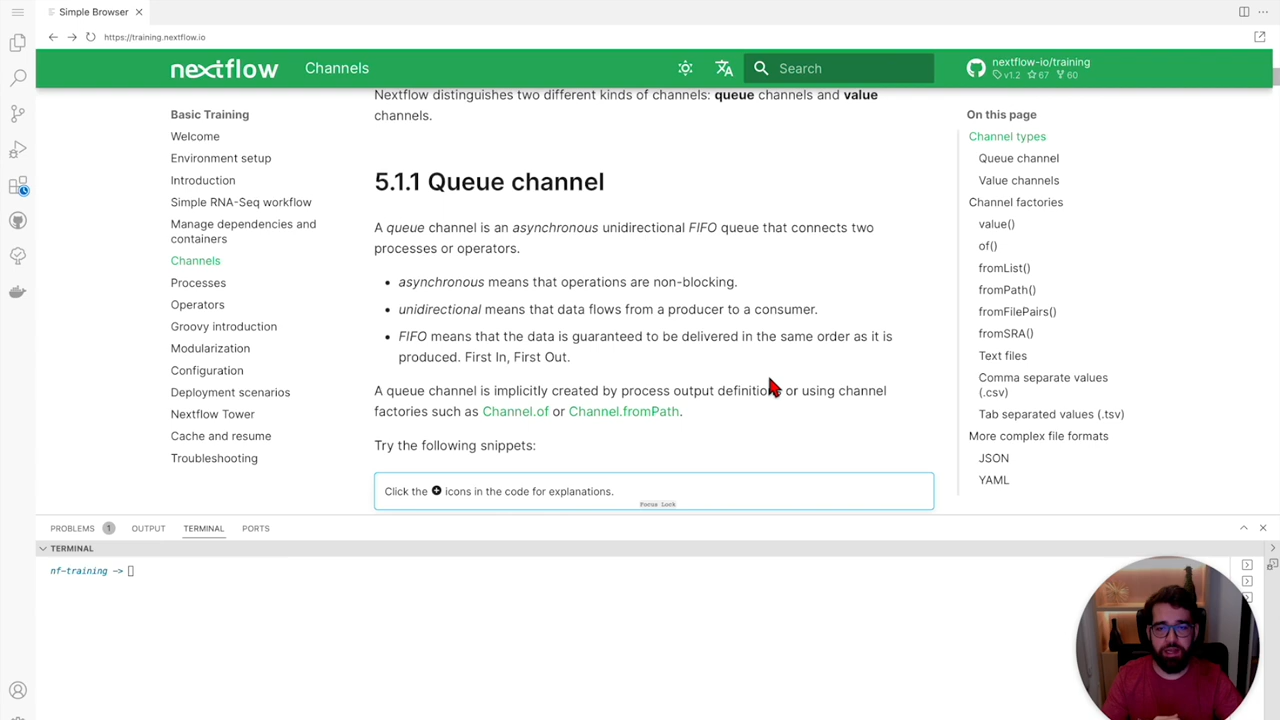 Simple Browser
https://training.nextflow.io
nextflow
Channels
Search
nextflow-io/training
v1.2 67 60
Basic Training
Welcome
Environment setup
Introduction
Simple RNA-Seq workflow
Manage dependencies and
containers
Channels
Processes
Operators
Groovy introduction
Modularization
Configuration
Deployment scenarios
Nextflow Tower
Cache and resume
Troubleshooting
Nextflow distinguishes two different kinds of channels: queue channels and value
channels.
5.1.1 Queue channel
A queue channel is an asynchronous unidirectional FIFO queue that connects two
processes or operators.
• asynchronous means that operations are non-blocking.
• unidirectional means that data flows from a producer to a consumer.
• FIFO means that the data is guaranteed to be delivered in the same order as it is
produced. First In, First Out.
A queue channel is implicitly created by process output definitions or using channel
factories such as Channel.of or Channel.fromPath.
Try the following snippets:
Click the icons in the code for explanations.
Focus Lock
On this page
Channel types
Queue channel
Value channels
Channel factories
value()
of()
fromList()
fromPath()
fromFilePairs()
fromSRA()
Text files
Comma separate values
(.csv)
Tab separated values (.tsv)
More complex file formats
JSON
YAML
PROBLEMS 1 OUTPUT TERMINAL PORTS
TERMINAL
nf-training ->